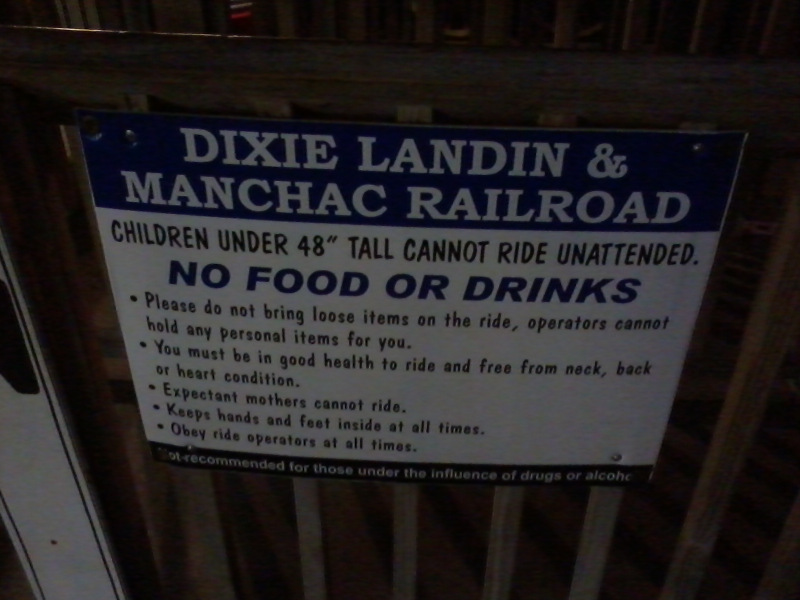 DIXIE LANDIN &
MANCHAC RAILROAD
CHILDREN UNDER 48" TALL CANNOT RIDE UNATTENDED.
NO FOOD OR DRINKS
• Please do not bring loose items on the ride, operators cannot
hold any personal items for you.
• You must be in good health to ride and free from neck, back
or heart condition.
• Expectant mothers cannot ride.
• Keeps hands and feet inside at all times.
• Obey ride operators at all times.
ot-recommended for those under the influence of drugs or alcoho